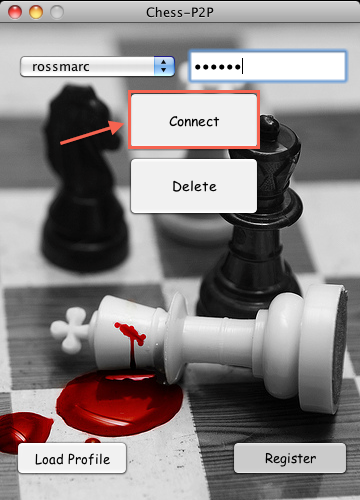 Chess-P2P
rossmarc
Connect
Delete
Load Profile
Register